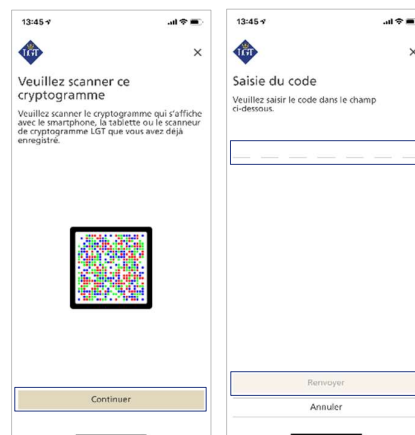 13:45
LGT
Veuillez scanner ce
cryptogramme
Veuillez scanner le cryptogramme qui s'affiche
avec le smartphone, la tablette ou le scanneur
de cryptogramme LGT que vous avez déjà
enregistré.
Continuer
13:45
LGT
Saisie du code
Veuillez saisir le code dans le champ
ci-dessous.
Renvoyer
Annuler